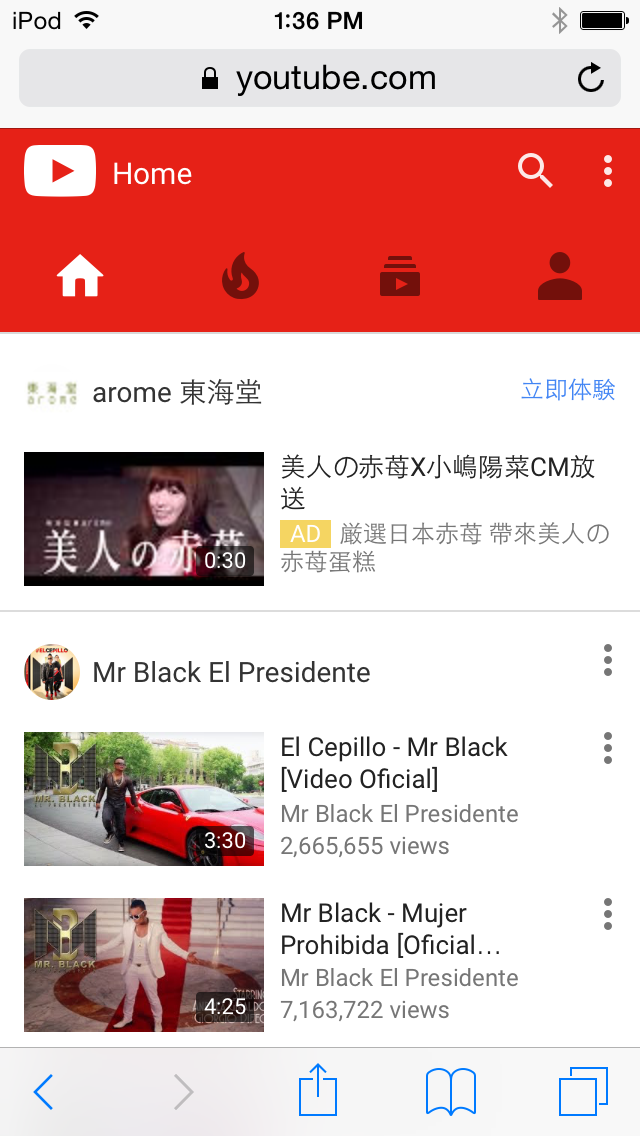 iPod
1:36 PM
youtube.com
Home
東海堂
arome
arome 東海堂
立即体験
美人の赤苺
0:30
美人の赤苺X小嶋陽菜CM放
送
AD 厳選日本赤苺 帶來美人の
赤苺蛋糕
#ELCEPILLO
Mr Black El Presidente
MR. BLACK
EL PRESIDENTE
3:30
El Cepillo - Mr Black
[Video Oficial]
Mr Black El Presidente
2,665,655 views
MR. BLACK
STARRING
4:25
Mr Black - Mujer
Prohibida [Oficial…
Mr Black El Presidente
7,163,722 views